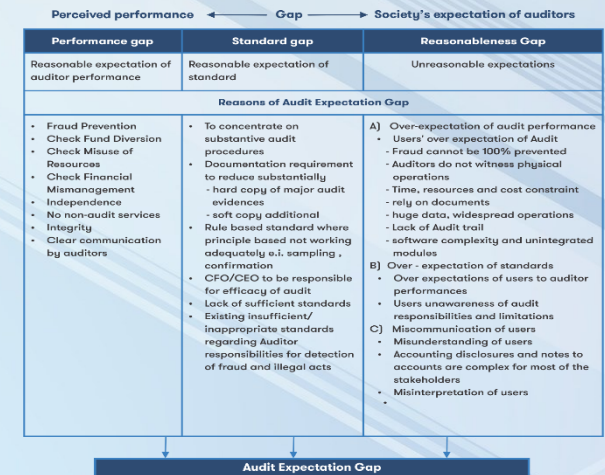 Perceived performance Gap Society's expectation of auditors
Performance gap
Reasonable expectation of
auditor performance
Standard gap
Reasonable expectation of
standard
Reasonableness Gap
Unreasonable expectations
Reasons of Audit Expectation Gap
• Fraud Prevention
• Check Fund Diversion
• Check Misuse of
Resources
• Check Financial
Mismanagement
• Independence
• No non-audit services
• Integrity
• Clear communication
by auditors
• To concentrate on
substantive audit
procedures
• Documentation requirement
to reduce substantially
- hard copy of major audit
evidences
- soft copy additional
• Rule based standard where
principle based not working
adequately e.i. sampling ,
confirmation
• CFO/CEO to be responsible
for efficacy of audit
• Lack of sufficient standards
• Existing insufficient/
inappropriate standards
regarding Auditor
responsibilities for detection
of fraud and illegal acts
A) Over-expectation of audit performance
• Users' over expectation of Audit
- Fraud cannot be 100% prevented
- Auditors do not witness physical
operations
- Time, resources and cost constraint
- rely on documents
- huge data, widespread operations
- Lack of Audit trail
- software complexity and unintegrated
modules
B) Over - expectation of standards
• Over expectations of users to auditor
performances
• Users unawareness of audit
responsibilities and limitations
C) Miscommunication of users
• Misunderstanding of users
• Accounting disclosures and notes to
accounts are complex for most of the
stakeholders
• Misinterpretation of users
•
Audit Expectation Gap